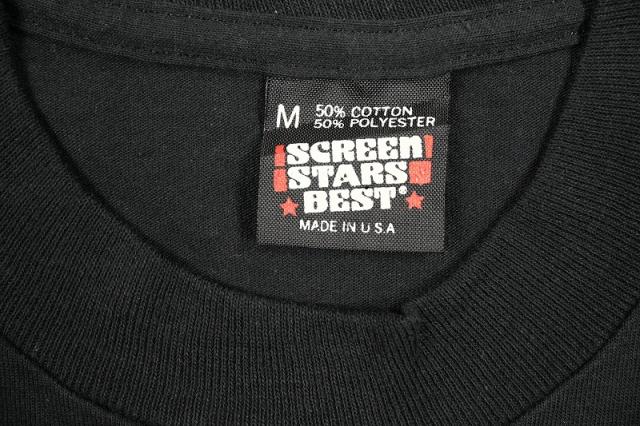 M 50% COTTON
50% POLYESTER
SCREEN
STARS
BEST®
MADE IN U.S.A